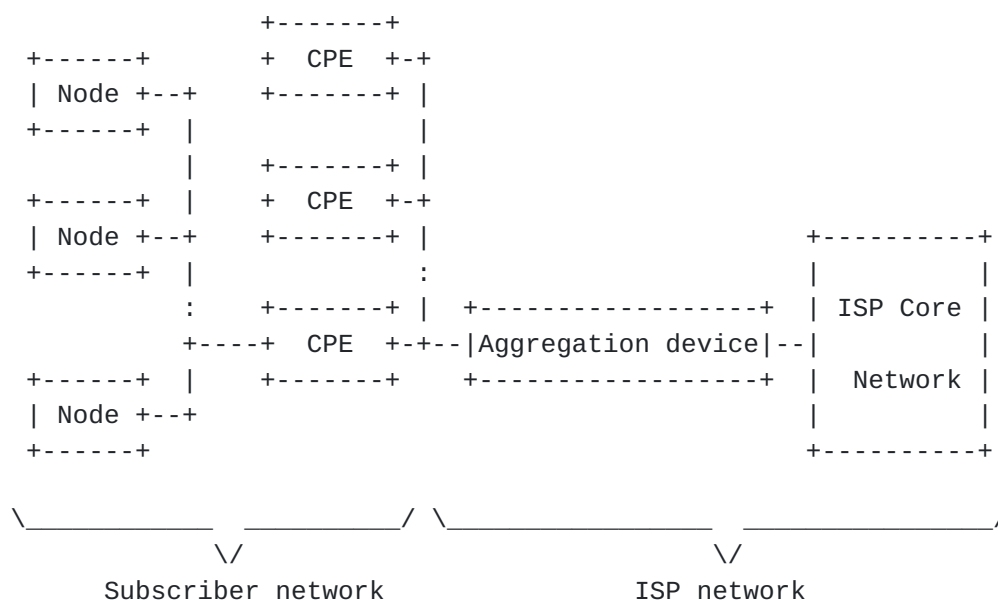 CPE
Node
CPE
Node
ISP Core
CPE Aggregation device
Network
Node
Subscriber network ISP network